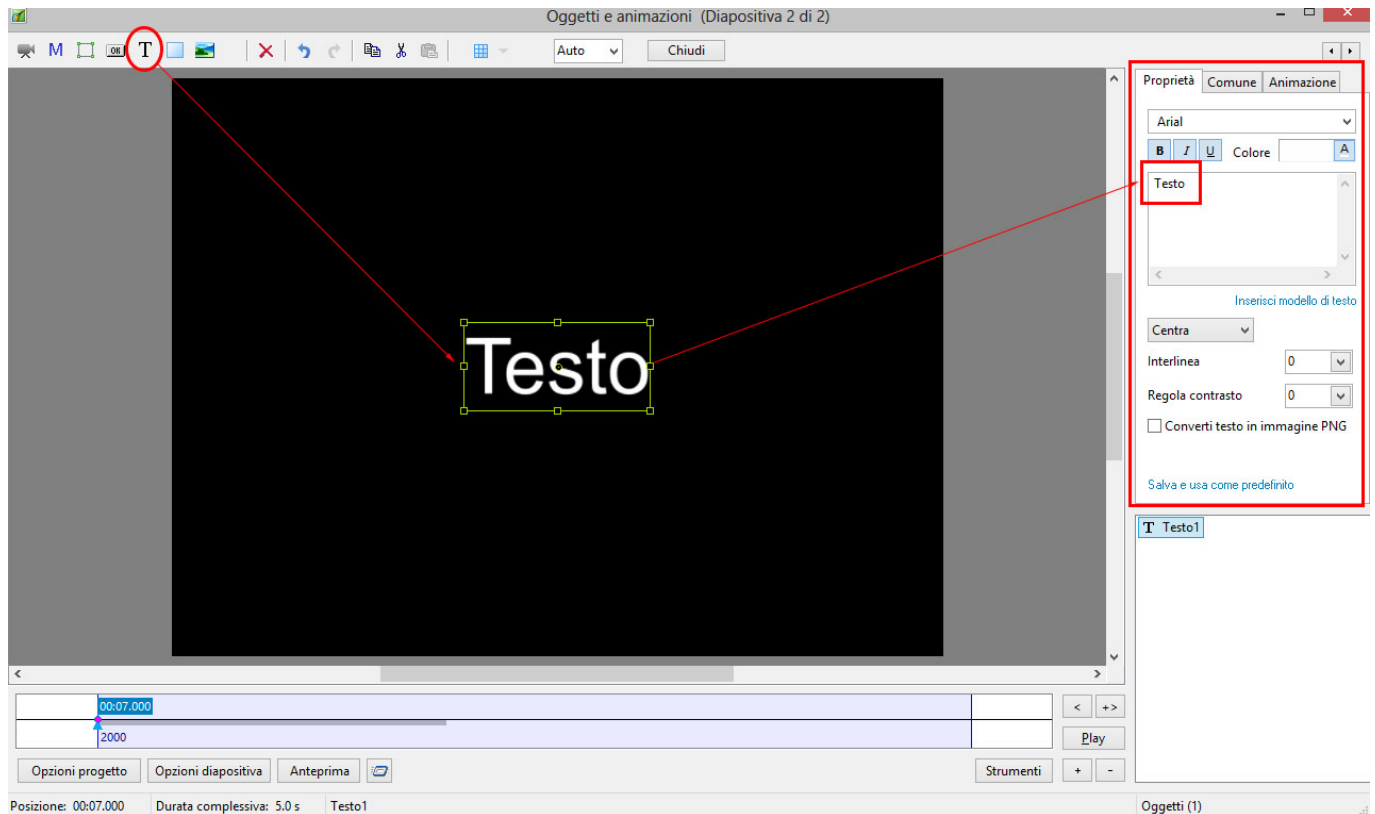 Oggetti e animazioni (Diapositiva 2 di 2)
M OK T Auto Chiudi
Proprietà Comune Animazione
Arial
B I U Colore A
Testo
Inserisci modello di testo
Centra
Interlinea 0
Regola contrasto 0
Converti testo in immagine PNG
Salva e usa come predefinito
Testo
T Testo1
00:07.000
2000
< +>
Play
Opzioni progetto Opzioni diapositiva Anteprima Strumenti + -
Posizione: 00:07.000 Durata complessiva: 5.0 s Testo1 Oggetti (1)